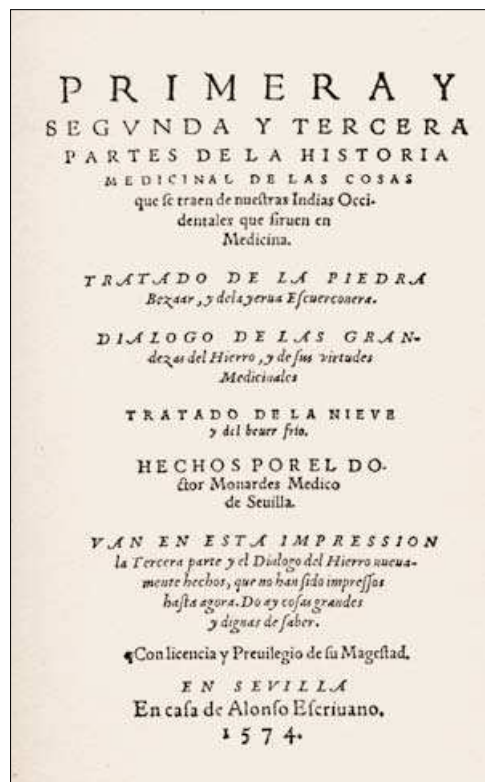 PRIMERA Y
SEGVNDA Y TERCERA
PARTES DE LA HISTORIA
MEDICINAL DE LAS COSAS
que ſe traen de nueſtras Indias Occi-
dentales que ſiruen en
Medicina.
TRATADO DE LA PIEDRA
Bezaar, y dela yerua Eſcuerçonera.
DIALOGO DE LAS GRAN-
dezas del Hierro, y de ſus virtudes
Medicinales
TRATADO DE LA NIEVE
y del beuer frio.
HECHOS POR EL DO-
ctor Monardes Medico
de Seuilla.
VAN EN ESTA IMPRESSION
la Tercera parte y el Dialogo del Hierro nueua-
mente hechos, que no han ſido impreſſos
haſta agora. Do ay coſas grandes
y dignas de ſaber.
¶Con licencia y Preuilegio de ſu Mageſtad.
EN SEVILLA
En caſa de Alonſo Eſcriuano.
1574.